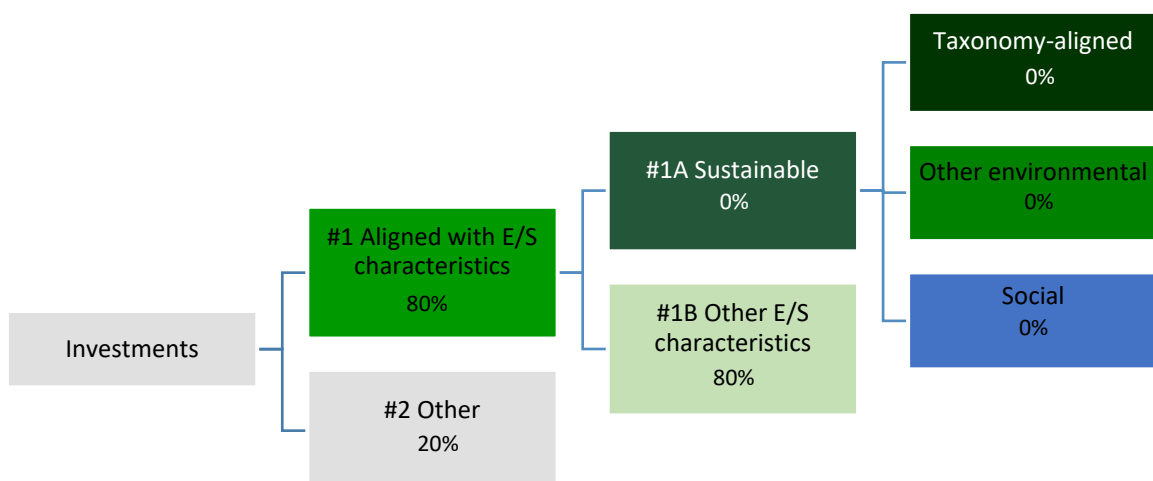 Investments
#1 Aligned with E/S
characteristics
80%
#2 Other
20%
#1A Sustainable
0%
#1B Other E/S
characteristics
80%
Taxonomy-aligned
0%
Other environmental
0%
Social
0%